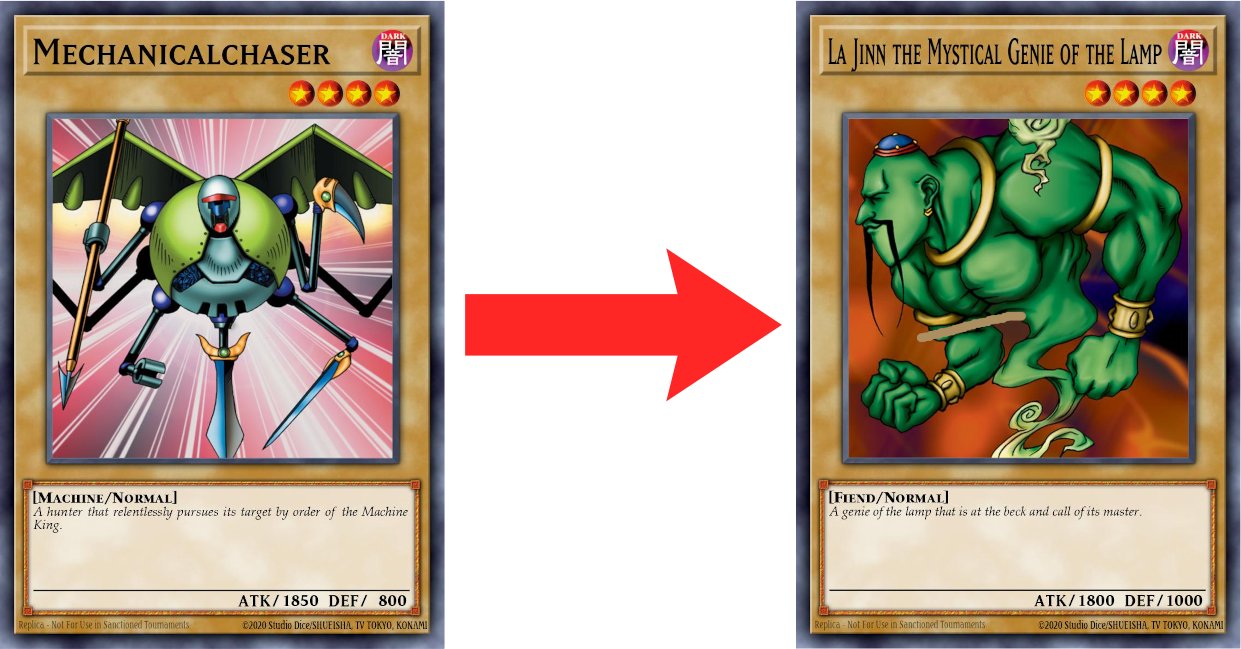 Mechanicalchaser
DARK
闇
[Machine/Normal]
A hunter that relentlessly pursues its target by order of the Machine
King.
ATK/1850 DEF/ 800
Replica - Not For Use in Sanctioned Tournaments
©2020 Studio Dice/SHUEISHA, TV TOKYO, KONAMI
La Jinn the Mystical Genie of the Lamp
DARK
闇
[Fiend/Normal]
A genie of the lamp that is at the beck and call of its master.
ATK/1800 DEF/1000
Replica - Not For Use in Sanctioned Tournaments
©2020 Studio Dice/SHUEISHA, TV TOKYO, KONAMI